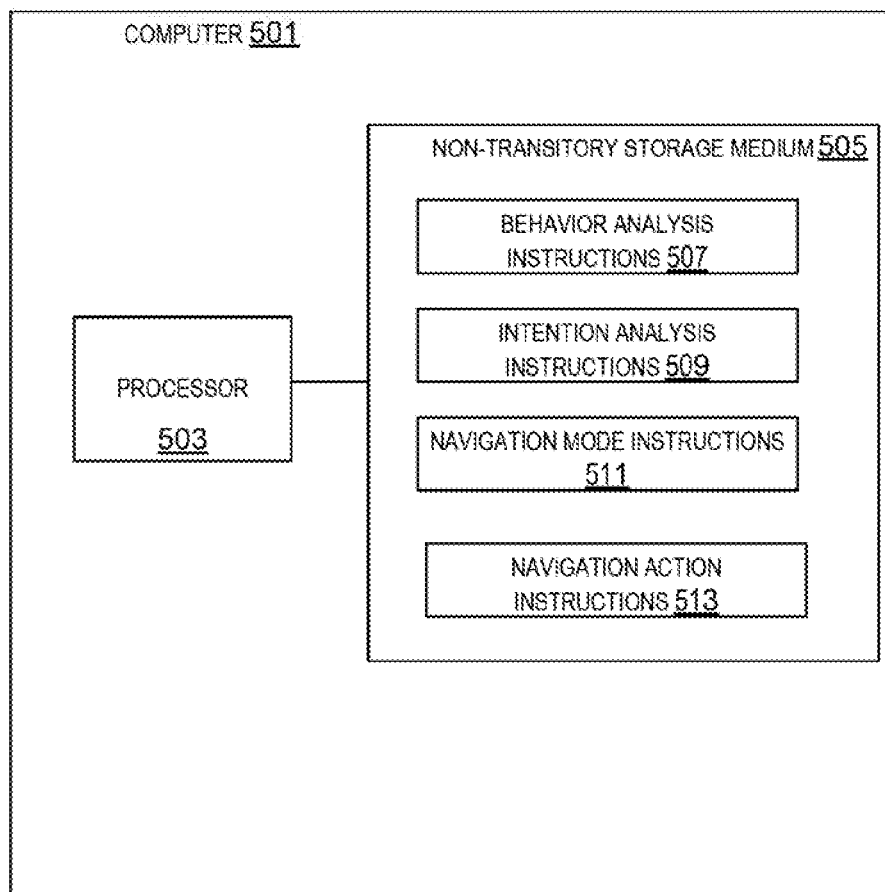 COMPUTER 501
NON-TRANSITORY STORAGE MEDIUM 505
BEHAVIOR ANALYSIS
INSTRUCTIONS 507
INTENTION ANALYSIS
INSTRUCTIONS 509
PROCESSOR
503
NAVIGATION MODE INSTRUCTIONS
511
NAVIGATION ACTION
INSTRUCTIONS 513